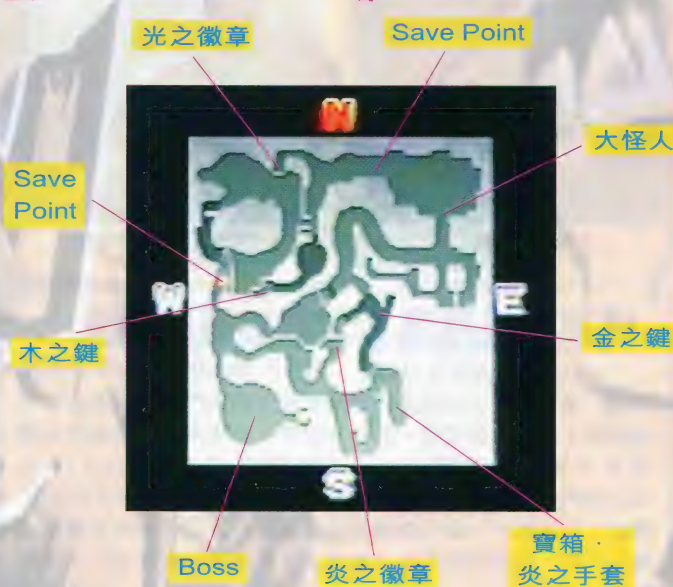 光之徽章
Save Point
大怪人
Save
Point
N
W
E
木之鍵
金之鍵
S
Boss
炎之徽章
寶箱·
炎之手套